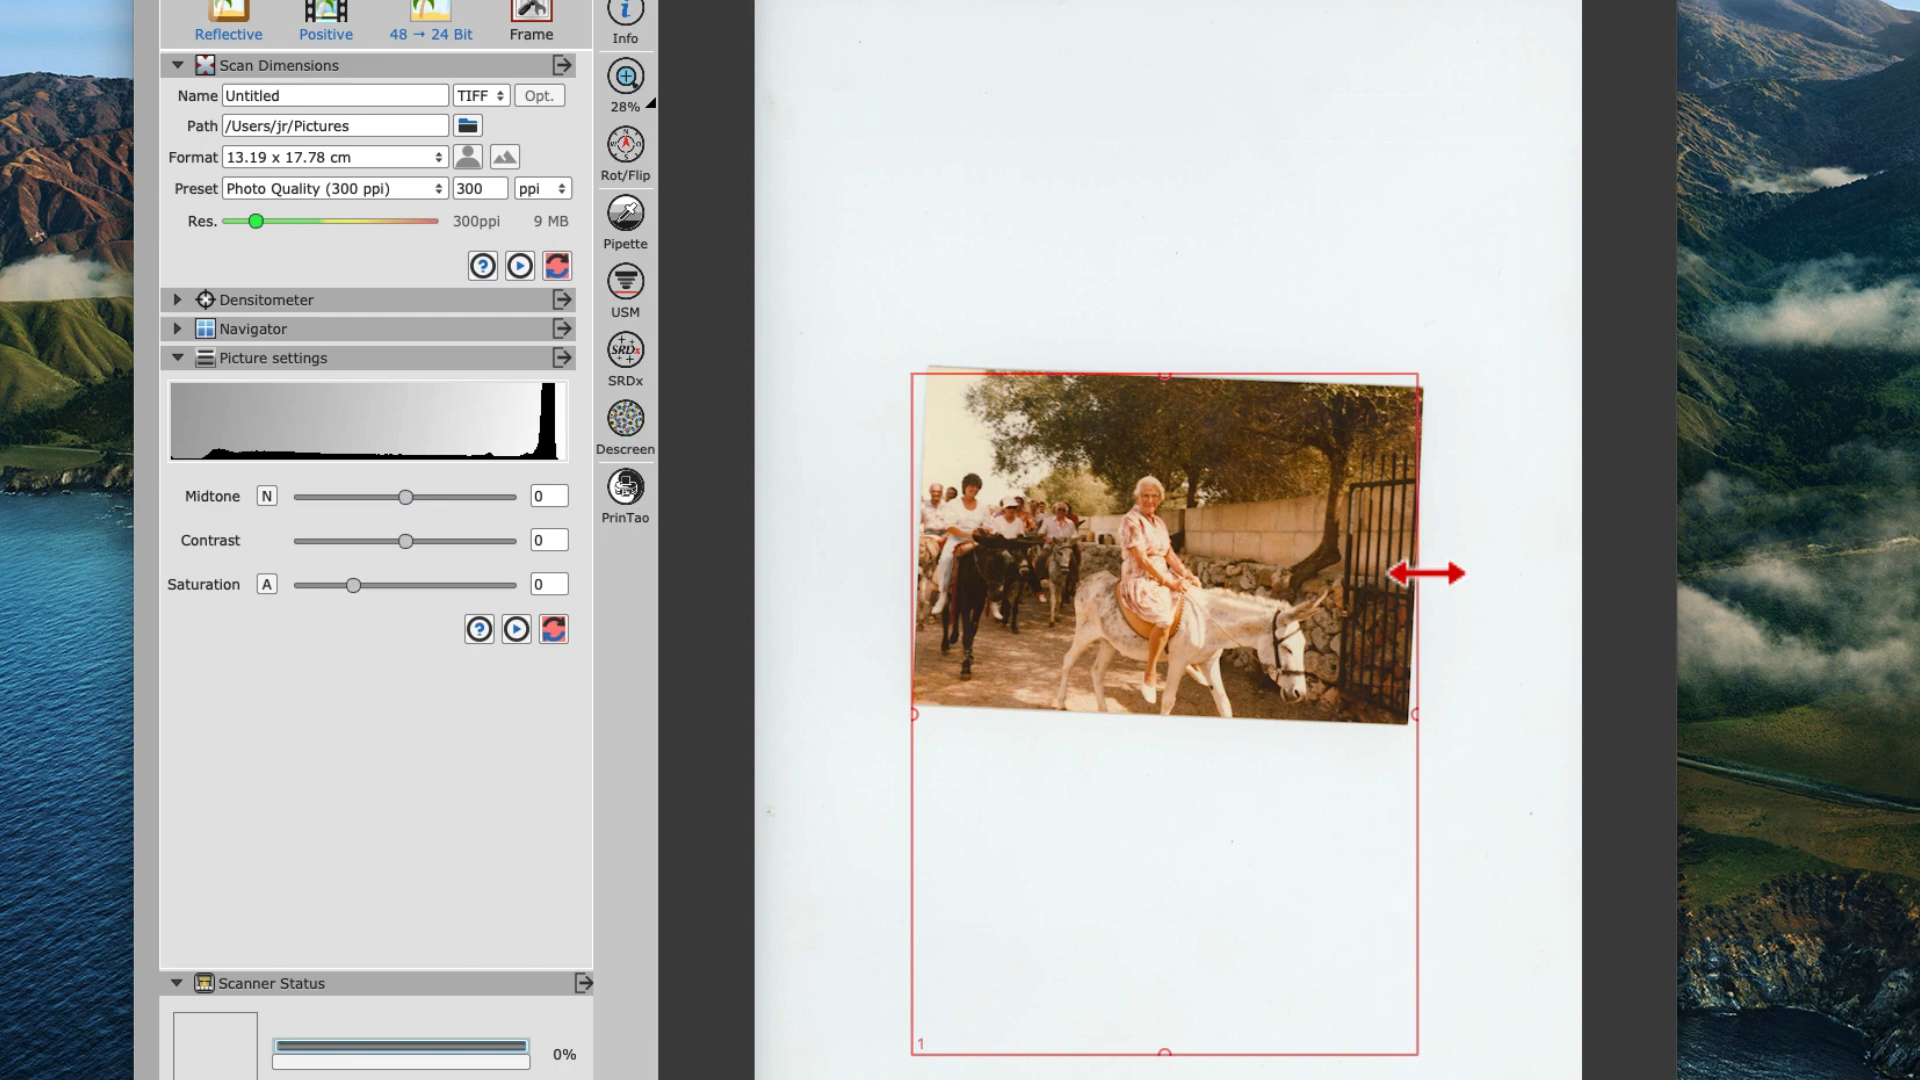 Reflective Positive 48 → 24 Bit Frame
Scan Dimensions
Name Untitled TIFF Opt.
Path /Users/jr/Pictures
Format 13.19 x 17.78 cm
Preset Photo Quality (300 ppi) 300 ppi
Res. 300ppi 9 MB
Densitometer
Navigator
Picture settings
Midtone N 0
Contrast 0
Saturation A 0
Scanner Status
0%
Info
28%
Rot/Flip
Pipette
USM
SRDx
SRDx
Descreen
PrinTao
1